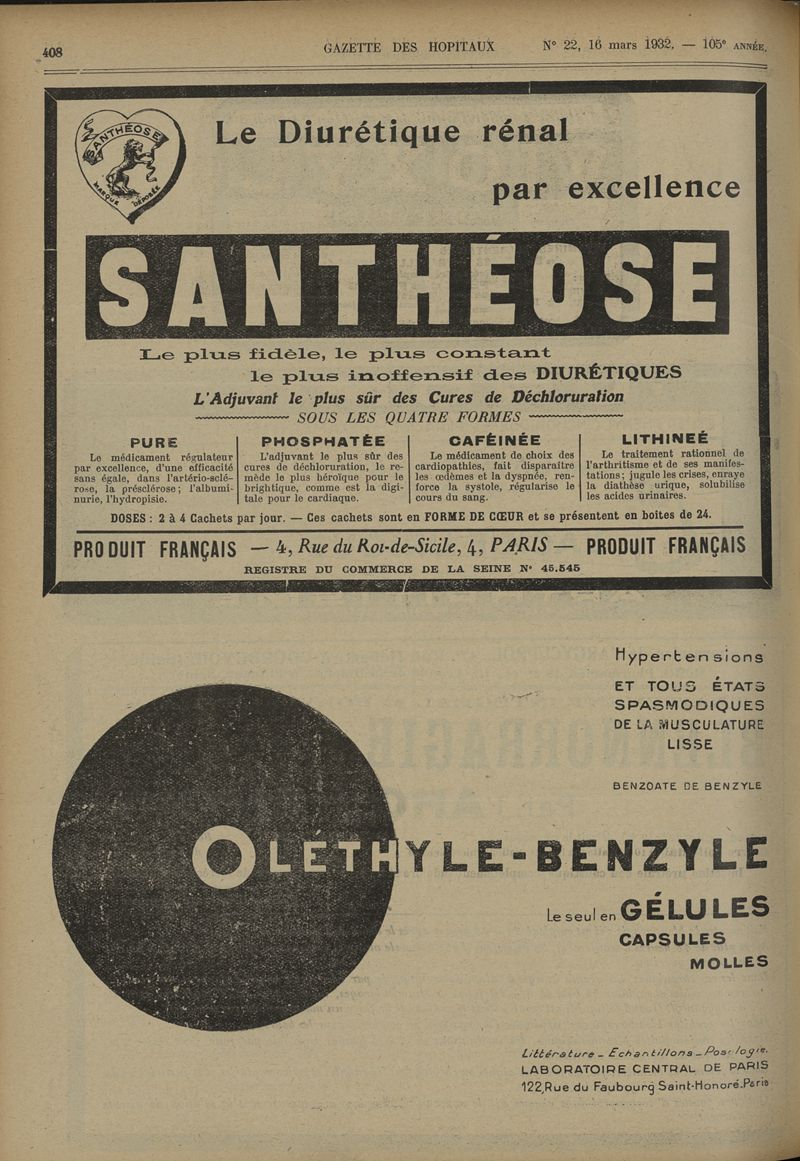 408
GAZETTE DES HOPITAUX
N° 22, 16 mars 1932. — 105e ANNÉE.
SANTHÉOSE
MARQUE DÉPOSÉE
Le Diurétique rénal
par excellence
SANTHÉOSE
Le plus fidèle, le plus constant
le plus inoffensif des DIURÉTIQUES
L'Adjuvant le plus sûr des Cures de Déchloruration
SOUS LES QUATRE FORMES
PURE
Le médicament régulateur
par excellence, d'une efficacité
sans égale, dans l'artério-sclé-
rose, la présclérose; l'albumi-
nurie, l'hydropisie.
PHOSPHATÉE
L'adjuvant le plus sûr des
cures de déchloruration, le re-
mède le plus héroïque pour le
brightique, comme est la digi-
tale pour le cardiaque.
CAFÉINÉE
Le médicament de choix des
cardiopathies, fait disparaître
les œdèmes et la dyspnée, ren-
force la systole, régularise le
cours du sang.
LITHINEÉ
Le traitement rationnel de
l'arthritisme et de ses manifes-
tations; jugule les crises, enraye
la diathèse urique, solubilise
les acides urinaires.
DOSES : 2 à 4 Cachets par jour. — Ces cachets sont en FORME DE CŒUR et se présentent en boites de 24.
PRODUIT FRANÇAIS — 4, Rue du Roi-de-Sicile, 4, PARIS — PRODUIT FRANÇAIS
REGISTRE DU COMMERCE DE LA SEINE N° 45.545
Hypertensions
ET TOUS ÉTATS
SPASMODIQUES
DE LA MUSCULATURE
LISSE
BENZOATE DE BENZYLE
OLÉTHYLE-BENZYLE
Le seul en GÉLULES
CAPSULES
MOLLES
Littérature _ Echantillons _ Posologie.
LABORATOIRE CENTRAL DE PARIS
122,Rue du Faubourg Saint-Honoré.Paris